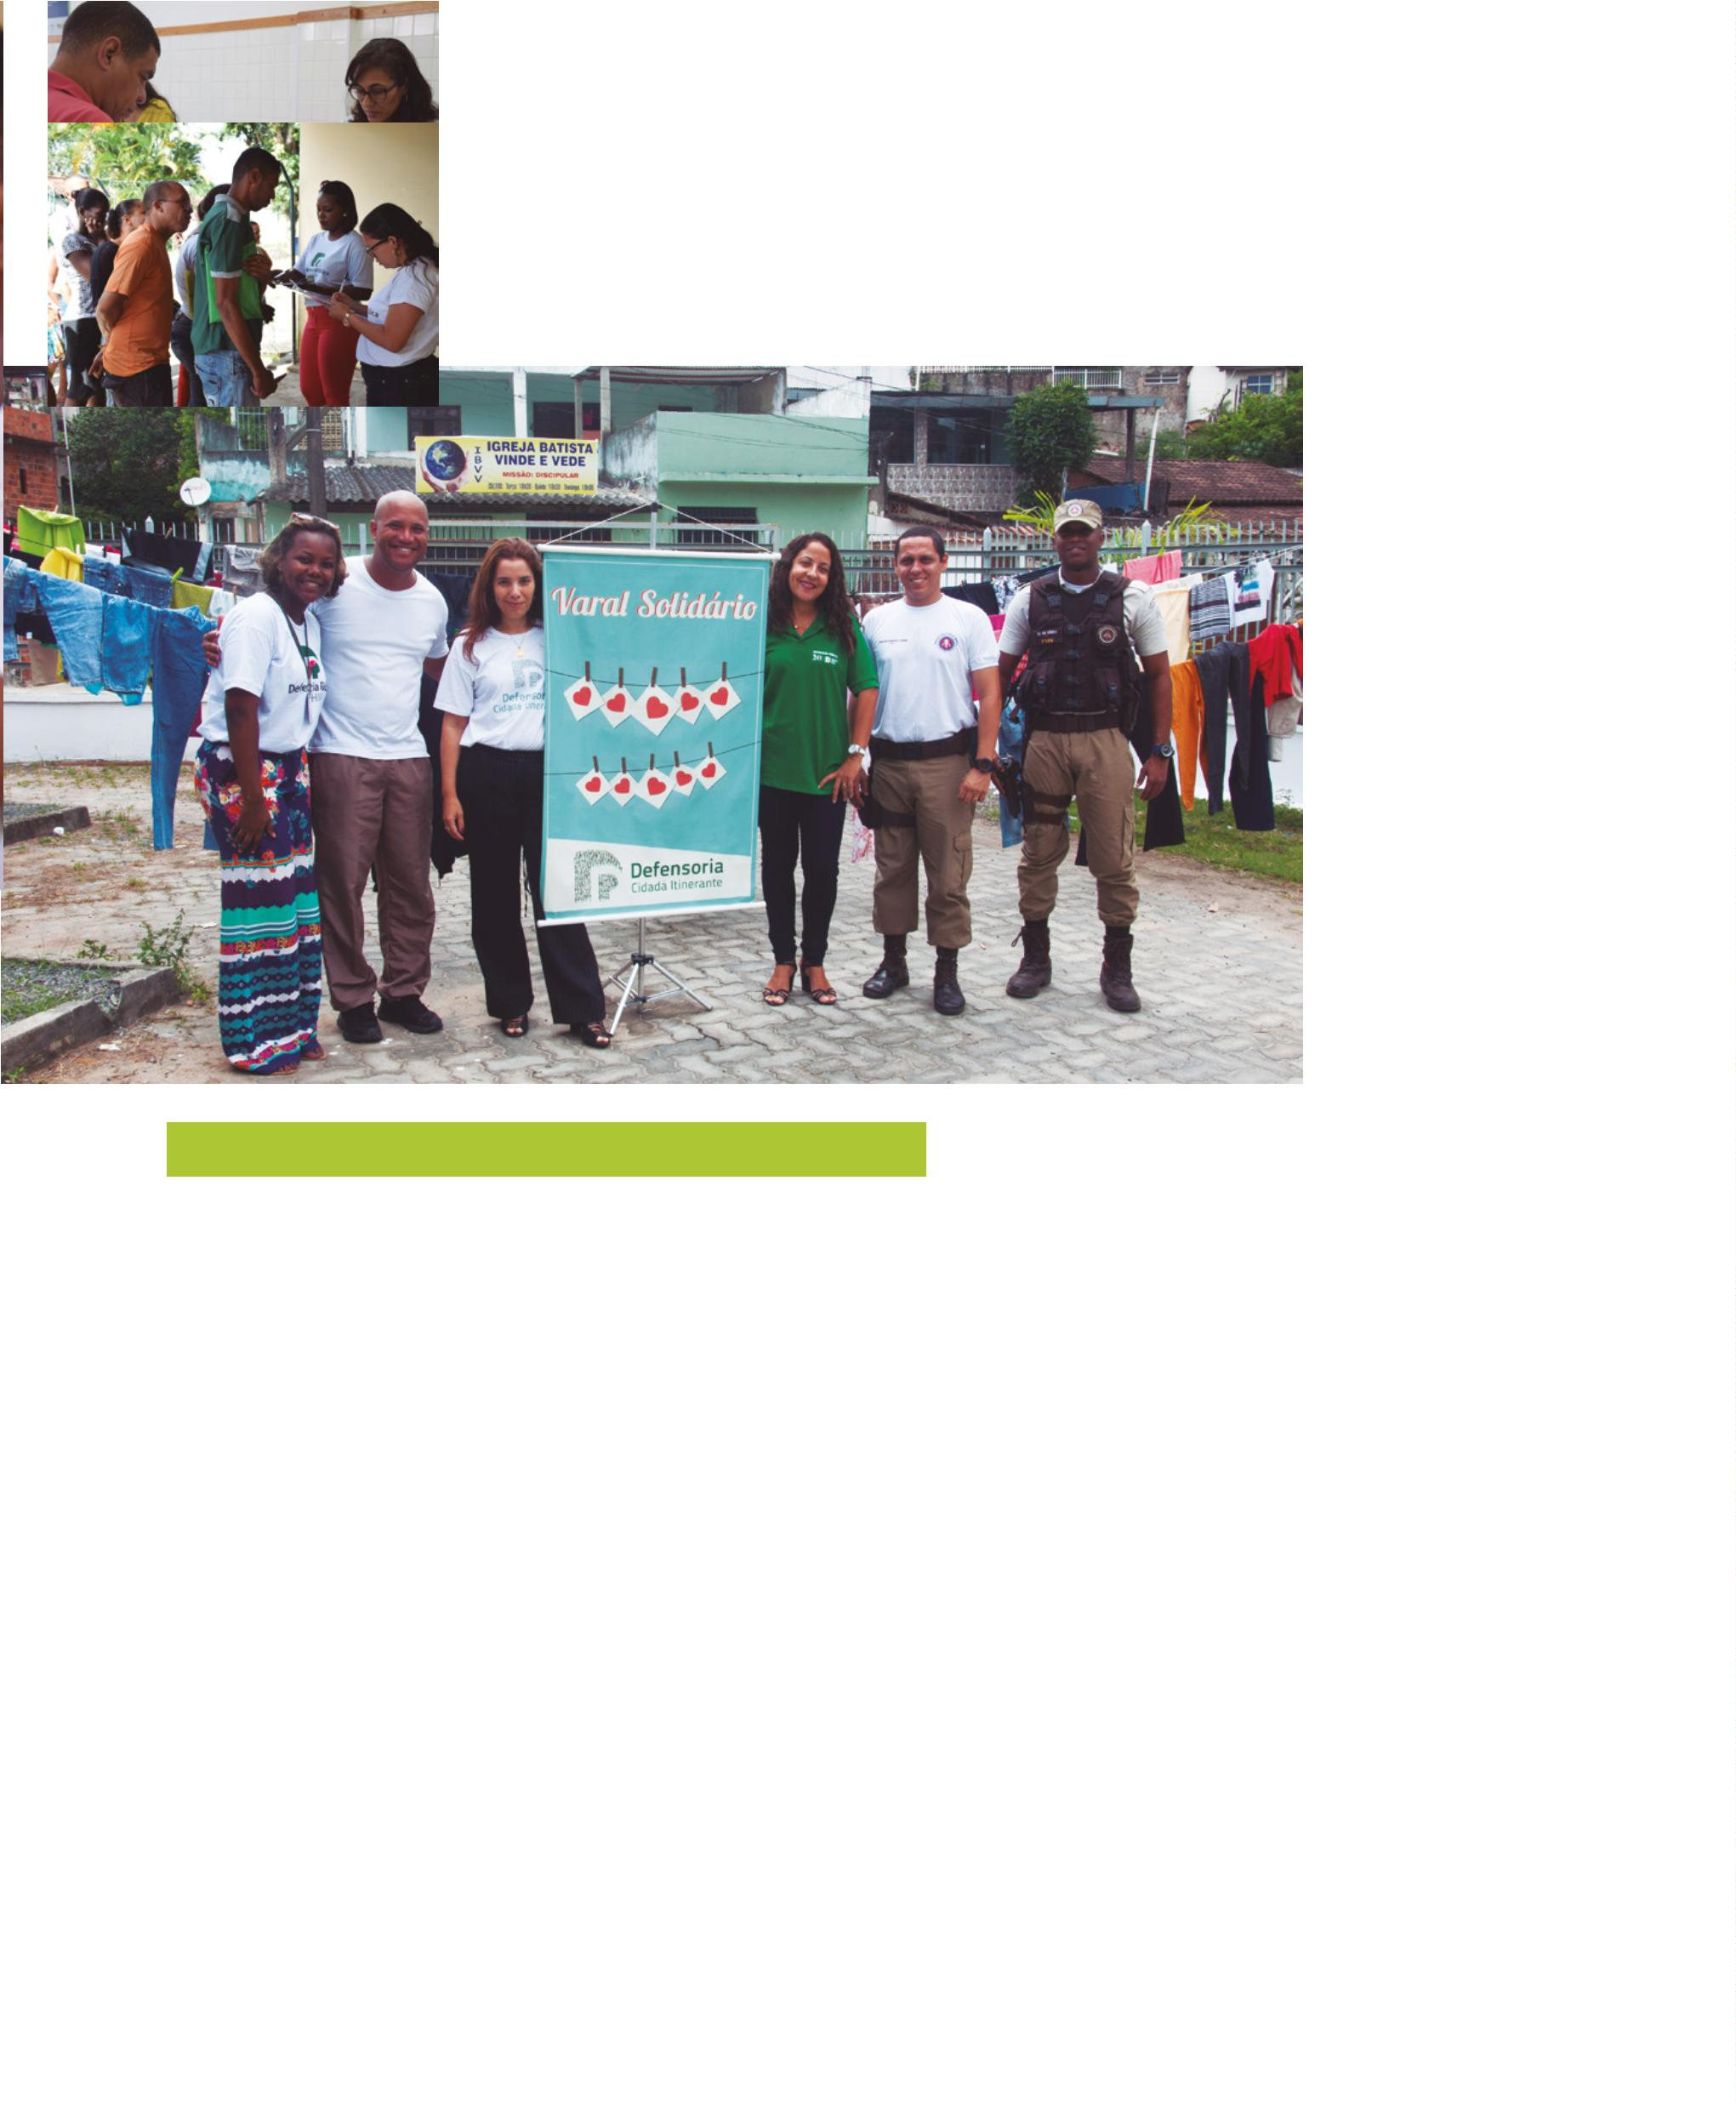 IGREJA BATISTA
VINDE E VEDE
IBVV
MISSÃO: DISCIPULAR
Varal Solidário
Defensoria
Cidadã Itinerante